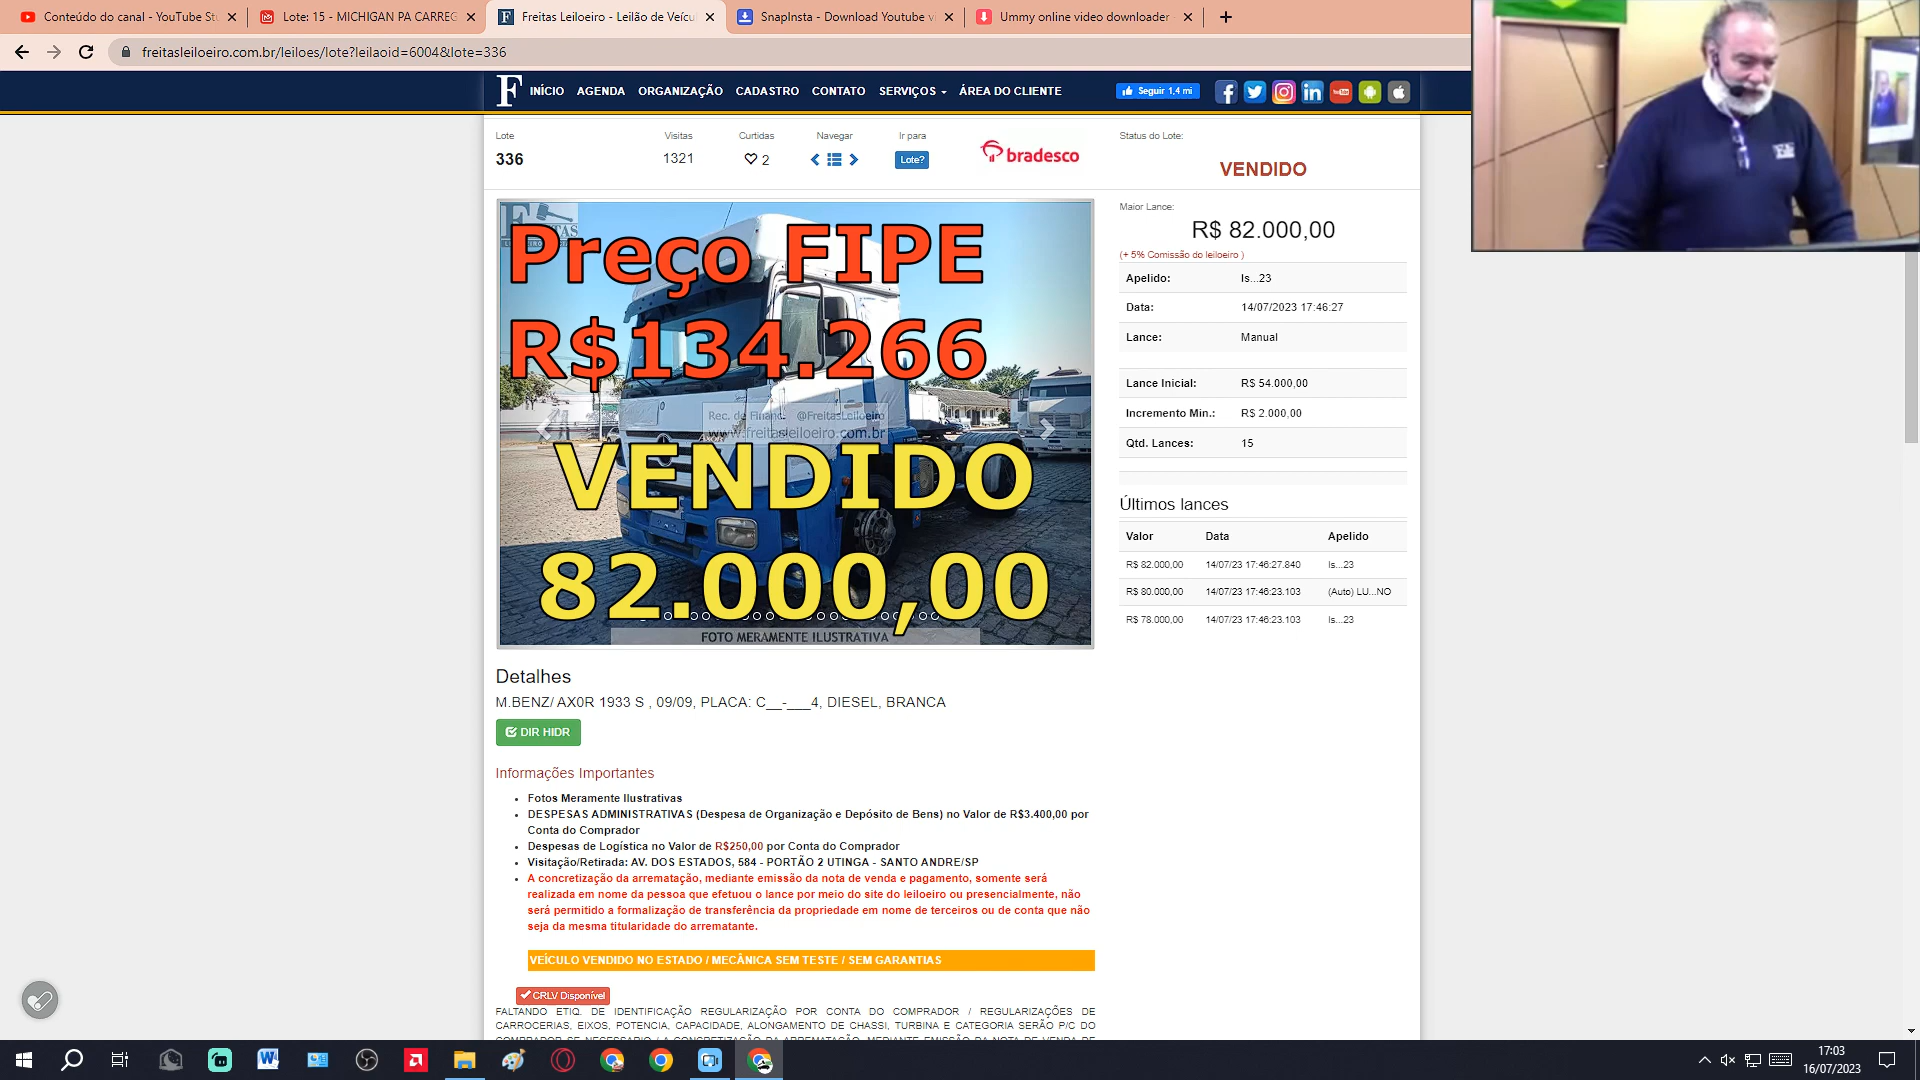 Conteúdo do canal - YouTube St
Lote: 15 - MICHIGAN PA CARREG
Freitas Leiloeiro - Leilão de Veícu
SnapInsta - Download Youtube vi
Ummy online video downloader
freitasleiloeiro.com.br/leiloes/lote?leilaoid=6004&lote=336
F INÍCIO AGENDA ORGANIZAÇÃO CADASTRO CONTATO SERVIÇOS ÁREA DO CLIENTE
Seguir 1,4 mi
Lote
336
Visitas
1321
Curtidas
2
Navegar
Ir para
Lote?
bradesco
Status do Lote:
VENDIDO
Preço FIPE
R$134.266
Rec. de Financ. @FreitasLeiloeiro
www.freitasleiloeiro.com.br
VENDIDO
82.000,00
FOTO MERAMENTE ILUSTRATIVA
Maior Lance:
R$ 82.000,00
(+ 5% Comissão do leiloeiro )
Apelido: Is...23
Data: 14/07/2023 17:46:27
Lance: Manual
Lance Inicial: R$ 54.000,00
Incremento Min.: R$ 2.000,00
Qtd. Lances: 15
Últimos lances
Valor Data Apelido
R$ 82.000,00 14/07/23 17:46:27.840 Is...23
R$ 80.000,00 14/07/23 17:46:23.103 (Auto) LU...NO
R$ 78.000,00 14/07/23 17:46:23.103 Is...23
Detalhes
M.BENZ/ AX0R 1933 S , 09/09, PLACA: C__-___4, DIESEL, BRANCA
DIR HIDR
Informações Importantes
Fotos Meramente Ilustrativas
DESPESAS ADMINISTRATIVAS (Despesa de Organização e Depósito de Bens) no Valor de R$3.400,00 por
Conta do Comprador
Despesas de Logística no Valor de R$250,00 por Conta do Comprador
Visitação/Retirada: AV. DOS ESTADOS, 584 - PORTÃO 2 UTINGA - SANTO ANDRE/SP
A concretização da arrematação, mediante emissão da nota de venda e pagamento, somente será
realizada em nome da pessoa que efetuou o lance por meio do site do leiloeiro ou presencialmente, não
será permitido a formalização de transferência da propriedade em nome de terceiros ou de conta que não
seja da mesma titularidade do arrematante.
VEÍCULO VENDIDO NO ESTADO / MECÂNICA SEM TESTE / SEM GARANTIAS
CRLV Disponível
FALTANDO ETIQ. DE IDENTIFICAÇÃO REGULARIZAÇÃO POR CONTA DO COMPRADOR / REGULARIZAÇÕES DE
CARROCERIAS, EIXOS, POTENCIA, CAPACIDADE, ALONGAMENTO DE CHASSI, TURBINA E CATEGORIA SERÃO P/C DO
17:03
16/07/2023